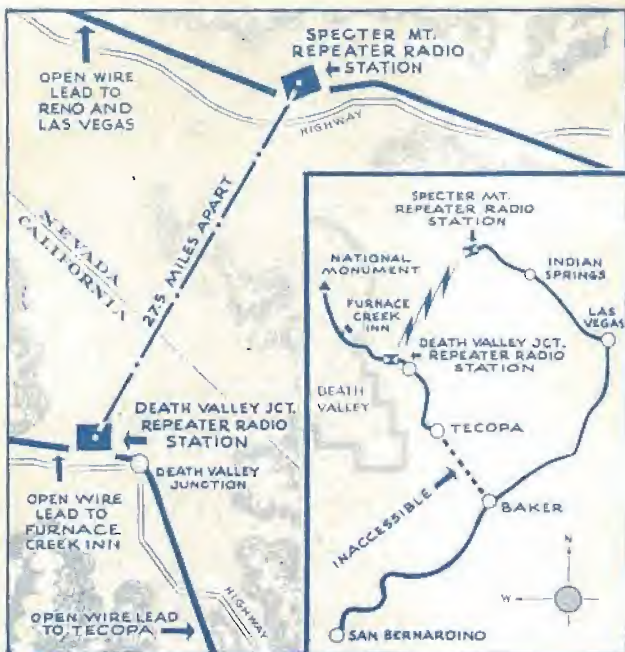 SPECTER MT.
REPEATER RADIO
STATION
OPEN WIRE
LEAD TO
RENO AND
LAS VEGAS
HIGHWAY
27.5 MILES APART
NEVADA
CALIFORNIA
DEATH VALLEY JCT.
REPEATER RADIO
STATION
DEATH VALLEY
JUNCTION
OPEN WIRE
LEAD TO
FURNACE
CREEK INN
HIGHWAY
OPEN WIRE LEAD
TO TECOPA
SPECTER MT.
REPEATER RADIO
STATION
NATIONAL
MONUMENT
INDIAN
SPRINGS
FURNACE
CREEK
INN
LAS
VEGAS
DEATH VALLEY JCT.
REPEATER RADIO
STATION
DEATH
VALLEY
TECOPA
INACCESSIBLE
BAKER
N
W
SAN BERNARDINO